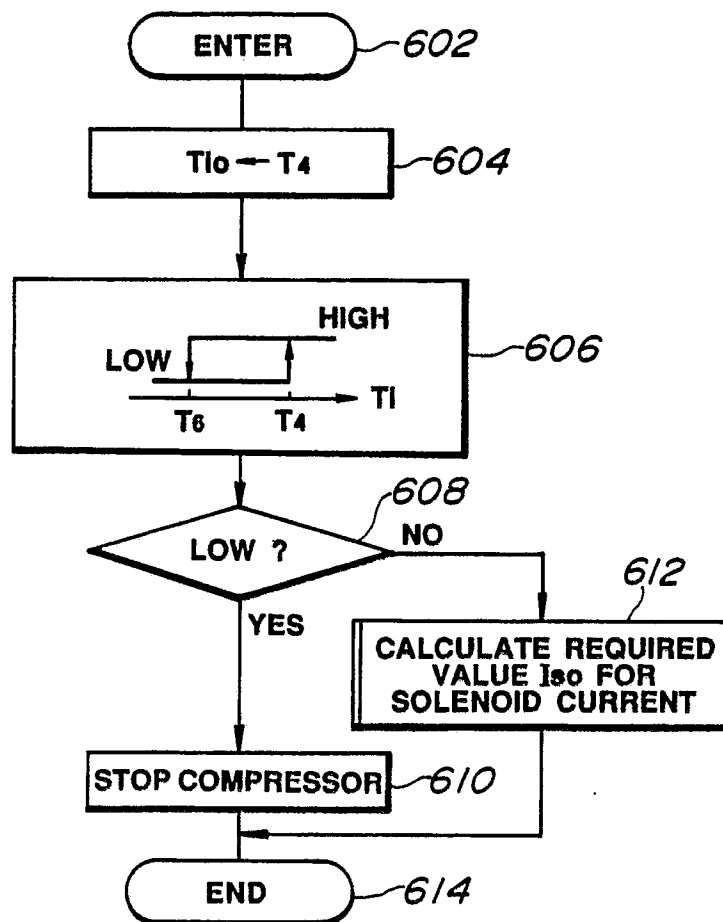 ENTER
602
TIo ← T4
604
HIGH
LOW
TI
T6
T4
606
608
LOW ?
NO
YES
612
CALCULATE REQUIRED
VALUE Iso FOR
SOLENOID CURRENT
STOP COMPRESSOR
610
END
614